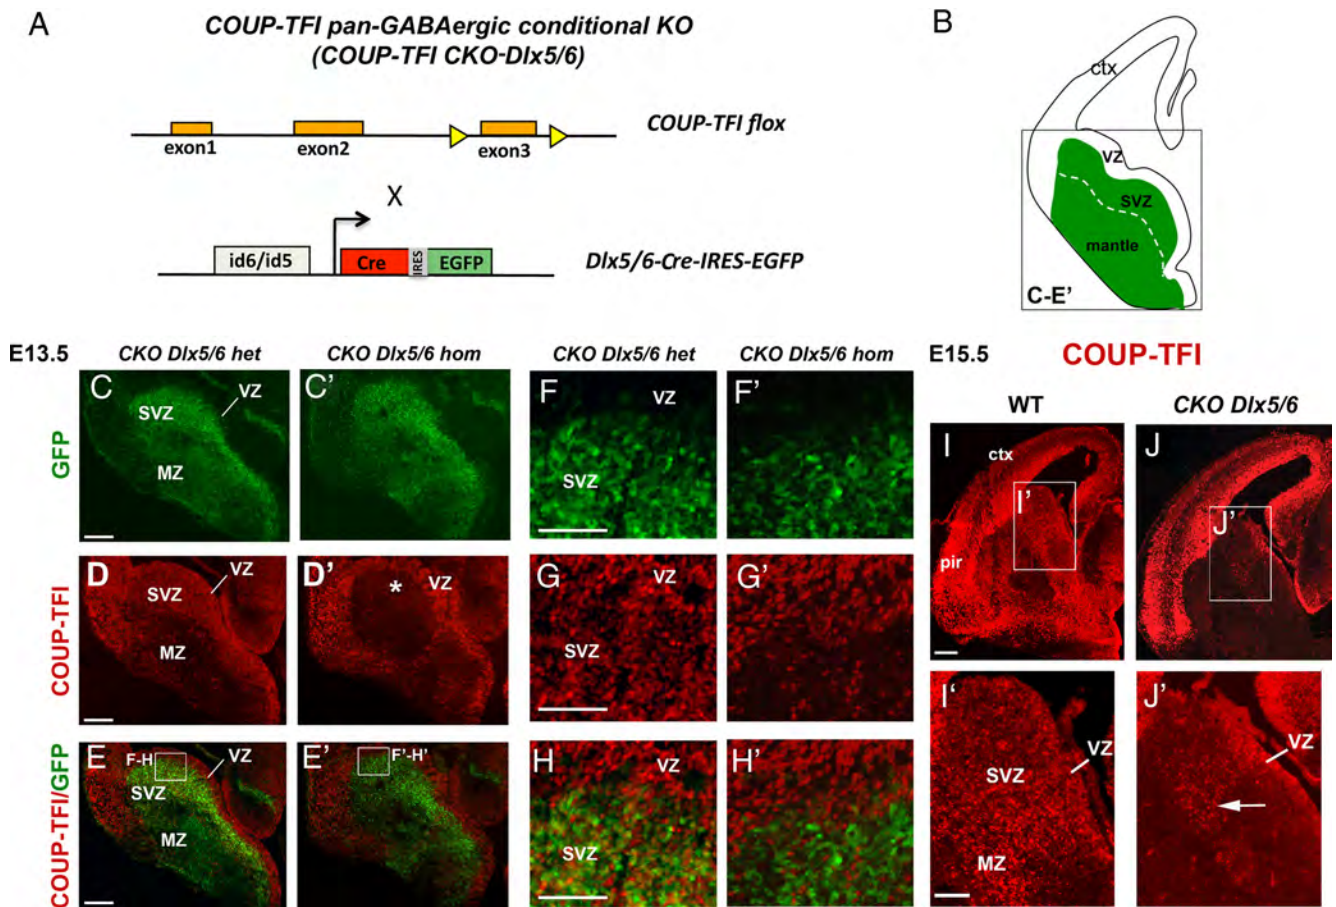 A
COUP-TFI pan-GABAergic conditional KO
(COUP-TFI CKO-Dlx5/6)
exon1
exon2
exon3
COUP-TFI flox
X
id6/id5
Cre
IRES
EGFP
Dlx5/6-Cre-IRES-EGFP
B
ctx
VZ
SVZ
mantle
C-E'
E13.5
CKO Dlx5/6 het
CKO Dlx5/6 hom
CKO Dlx5/6 het
CKO Dlx5/6 hom
GFP
C
SVZ
VZ
MZ
C'
F
VZ
SVZ
F'
COUP-TFI
D
SVZ
VZ
MZ
D'
*
VZ
G
VZ
SVZ
G'
COUP-TFI/GFP
E
F-H
VZ
SVZ
MZ
E'
F'-H'
H
VZ
SVZ
H'
E15.5
COUP-TFI
WT
CKO Dlx5/6
I
ctx
I'
pir
J
J'
I'
SVZ
VZ
MZ
J'
VZ